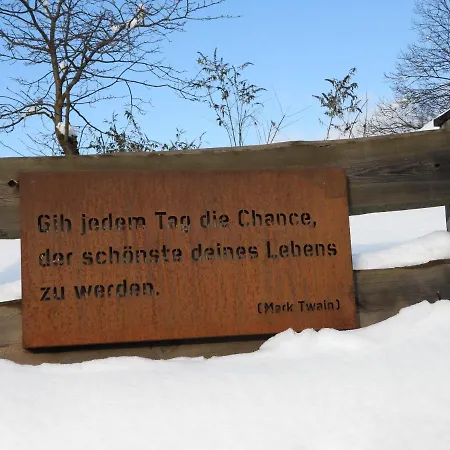 Gib jedem Tag die Chance,
der schönste deines Lebens
zu werden.
(Mark Twain)